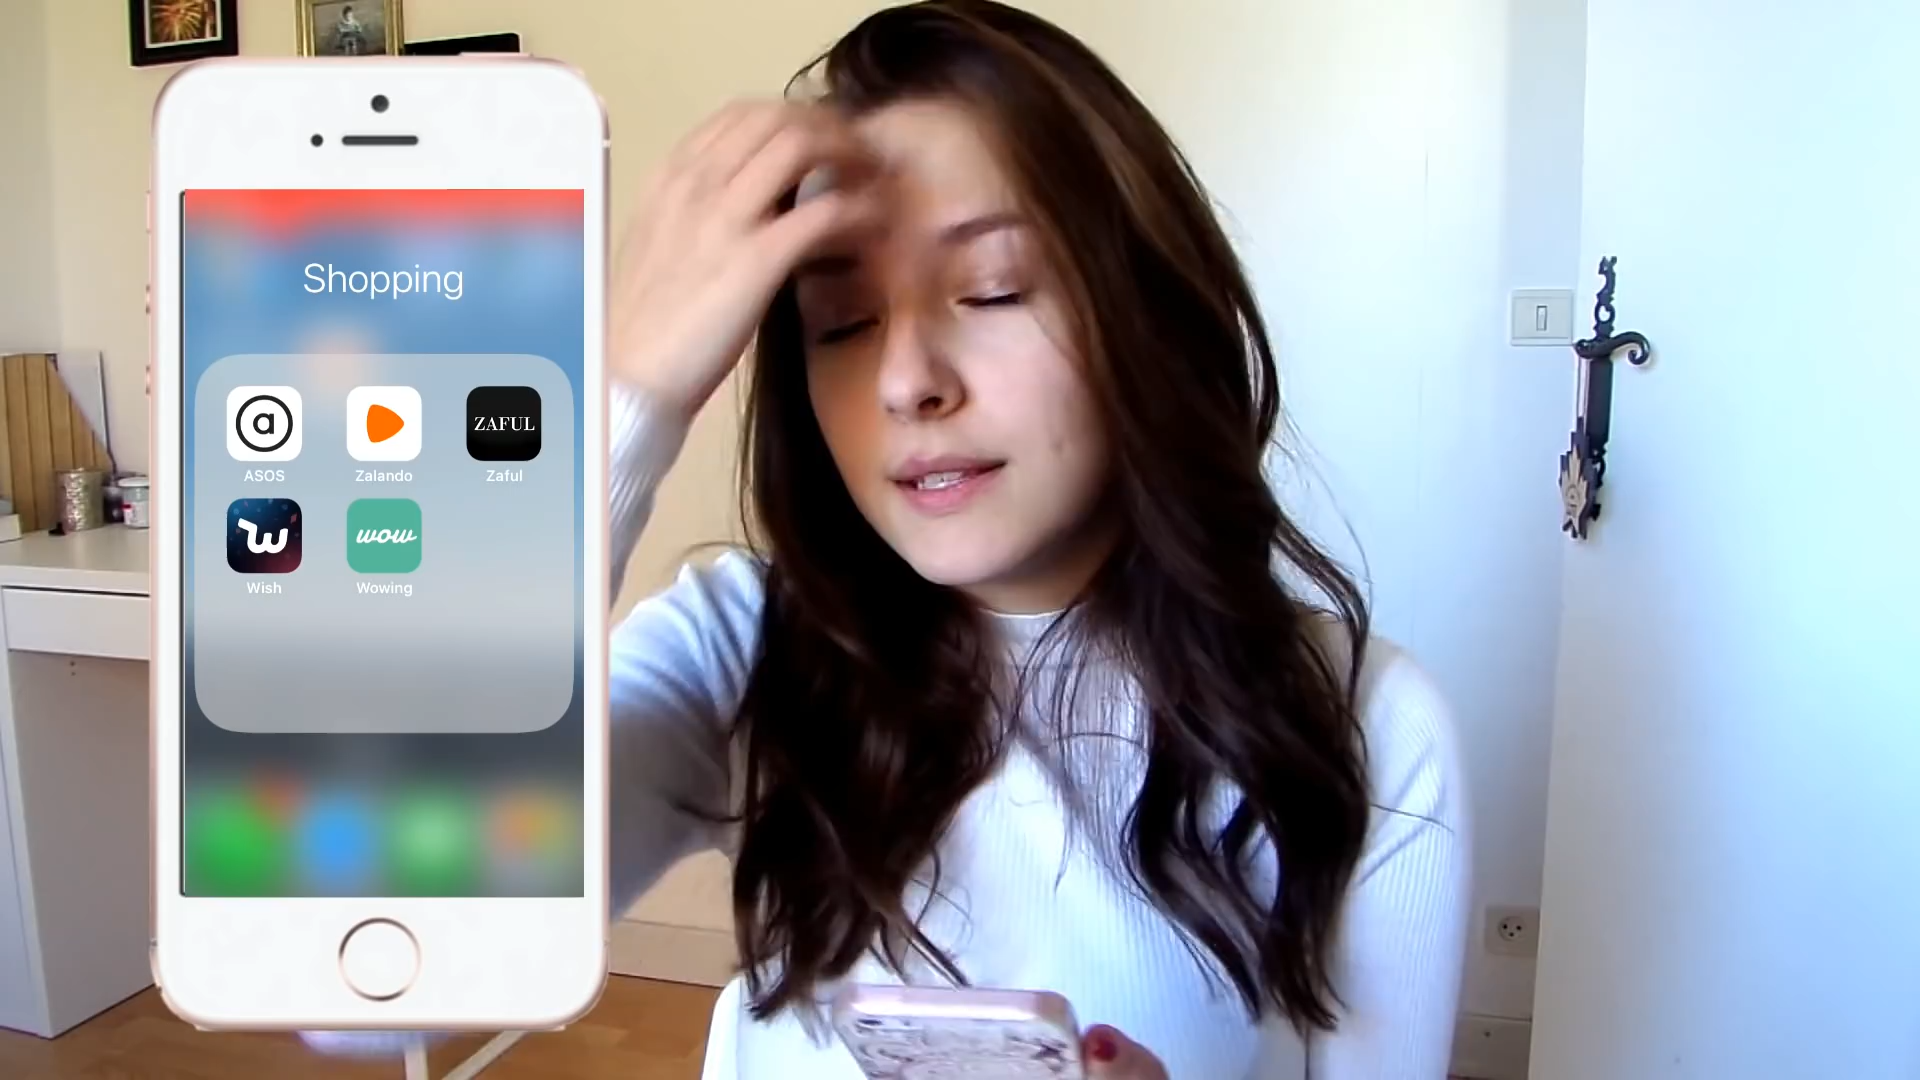 Shopping
a
ZAFUL
ASOS
Zalando
Zaful
W
wow
Wish
Wowing